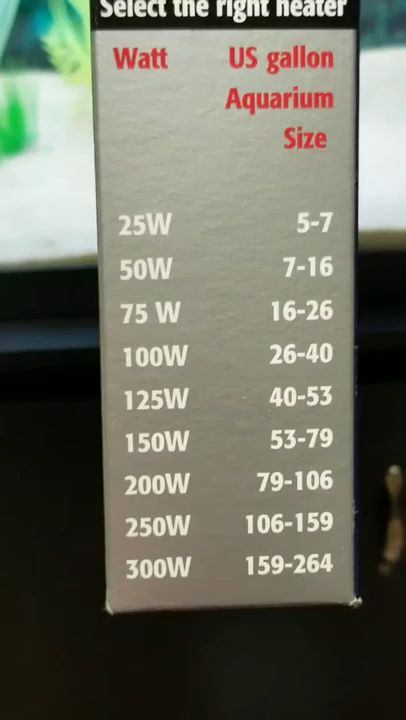 Select the right heater
Watt US gallon
Aquarium
Size
25W 5-7
50W 7-16
75 W 16-26
100W 26-40
125W 40-53
150W 53-79
200W 79-106
250W 106-159
300W 159-264